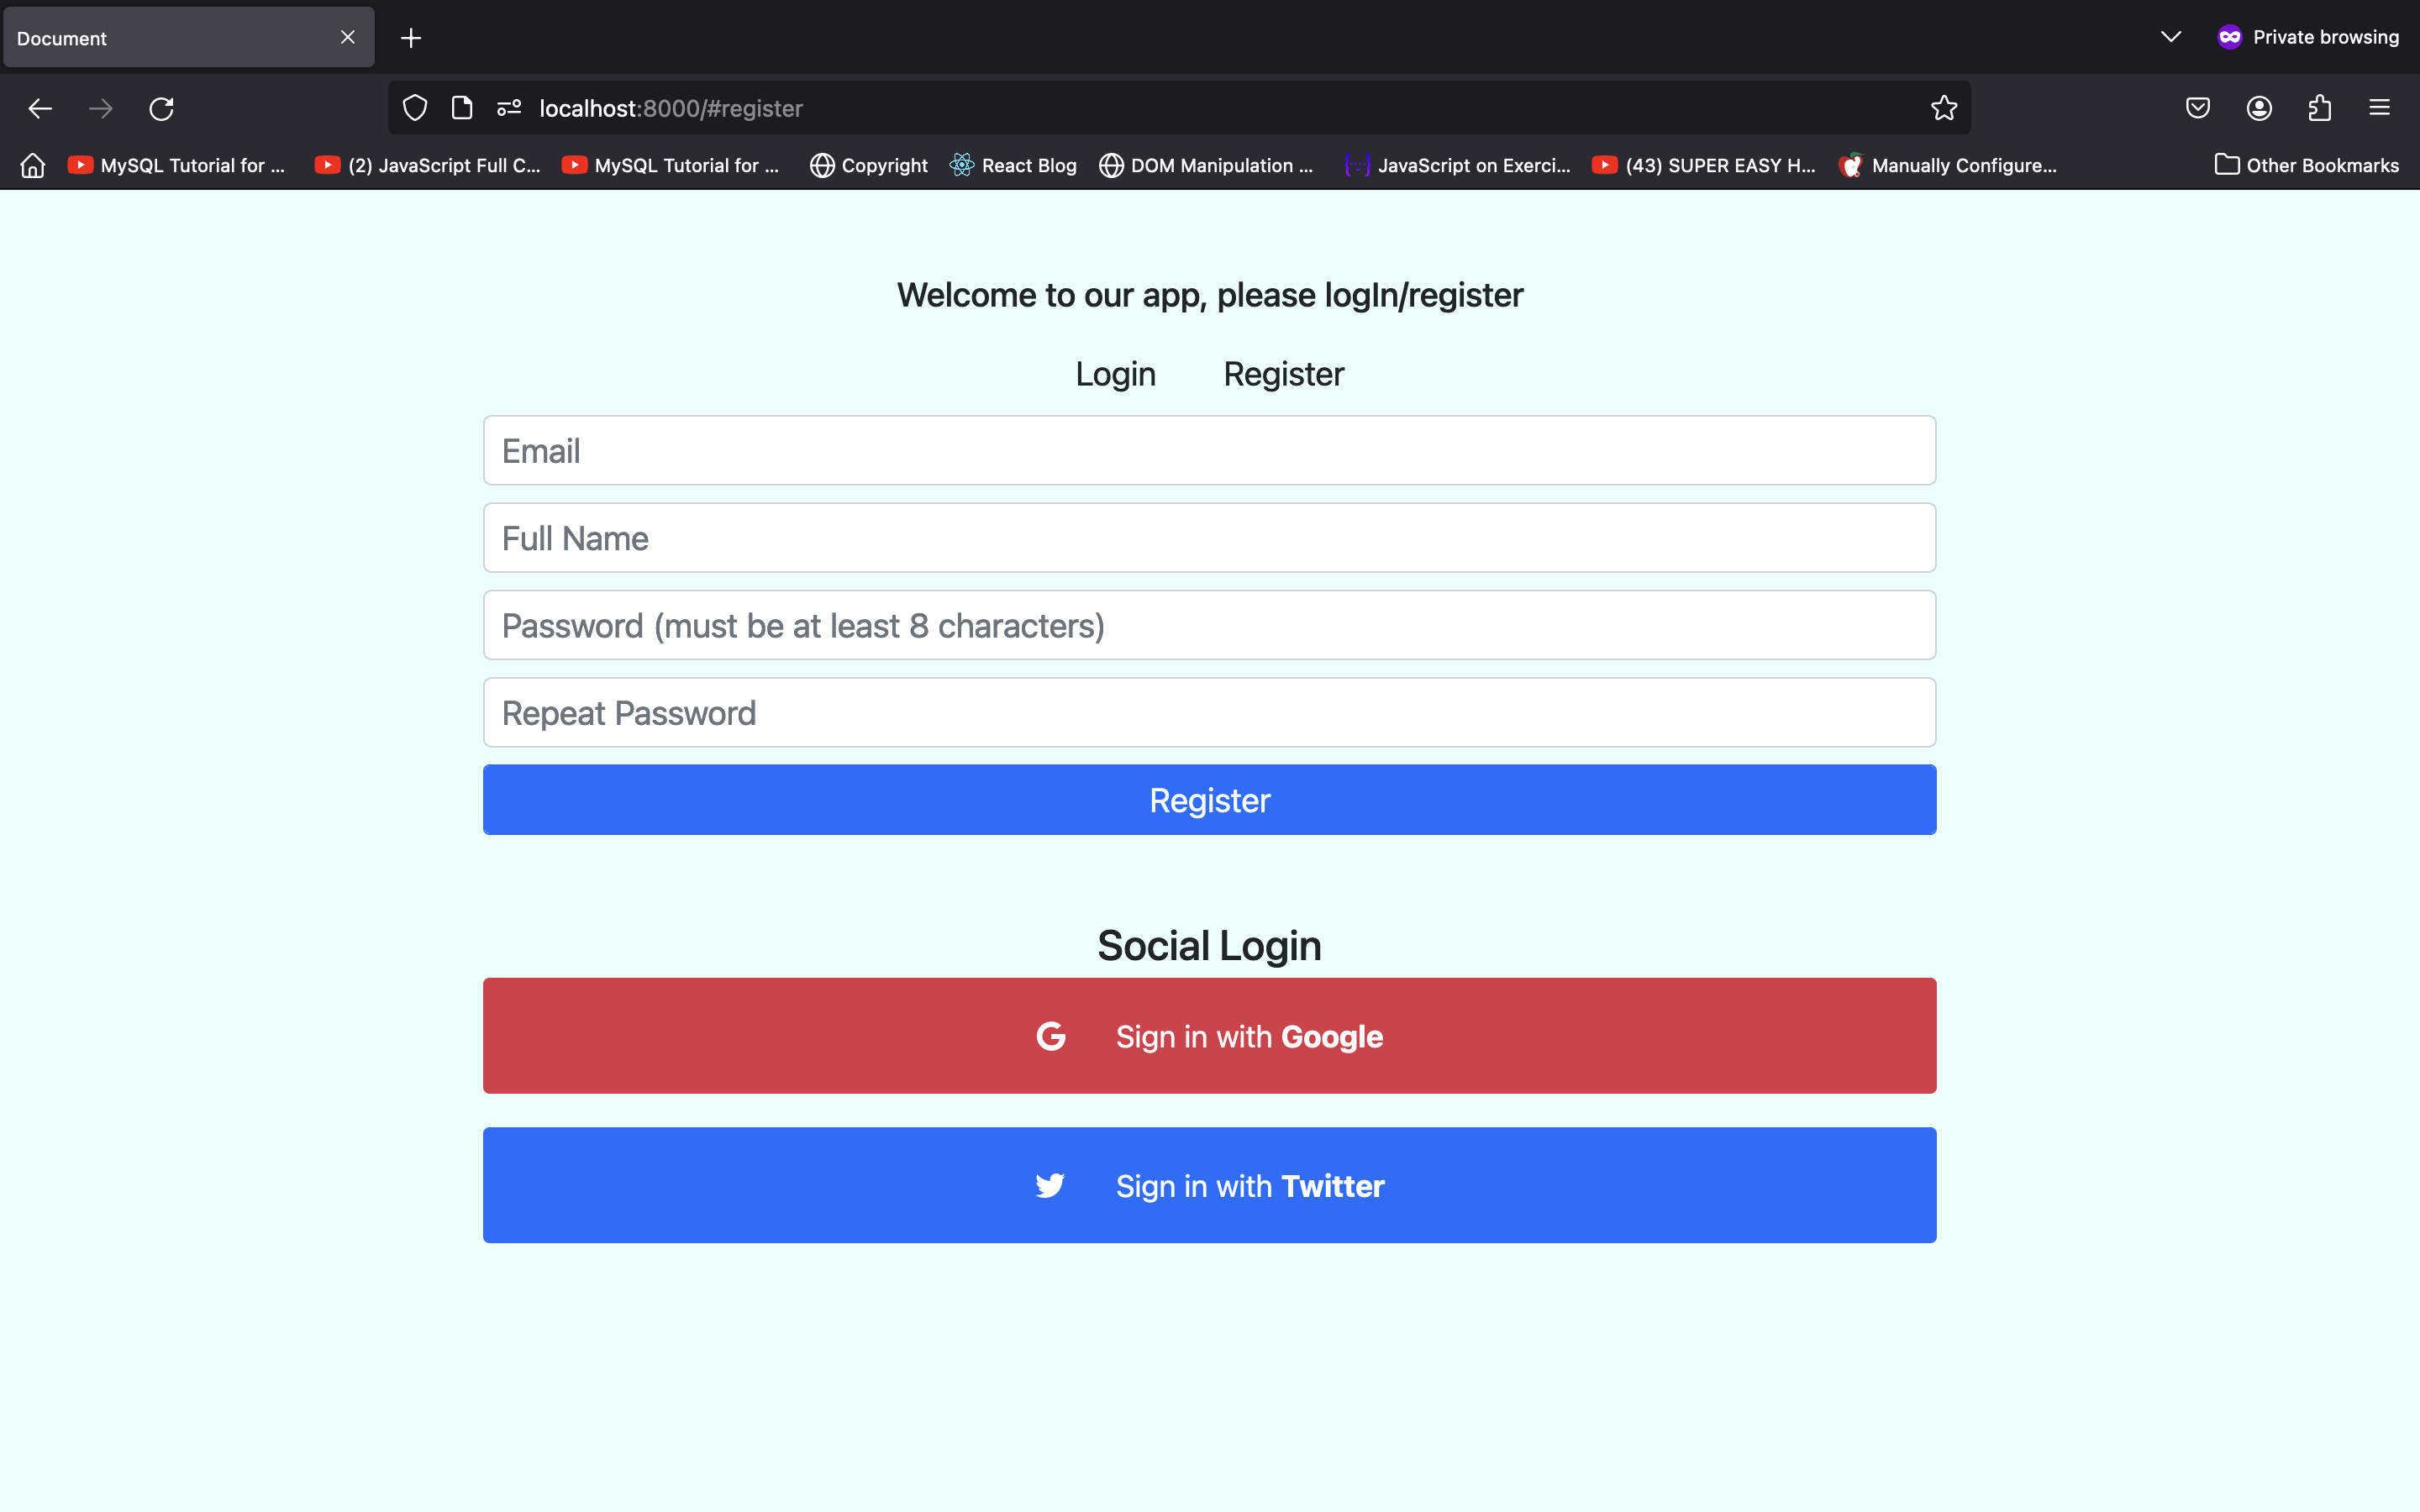 Document
Private browsing
localhost:8000/#register
MySQL Tutorial for ... (2) JavaScript Full C... MySQL Tutorial for ... Copyright React Blog DOM Manipulation ... JavaScript on Exerci... (43) SUPER EASY H... Manually Configure... Other Bookmarks
Welcome to our app, please logIn/register
Login Register
Email
Full Name
Password (must be at least 8 characters)
Repeat Password
Register
Social Login
Sign in with Google
Sign in with Twitter